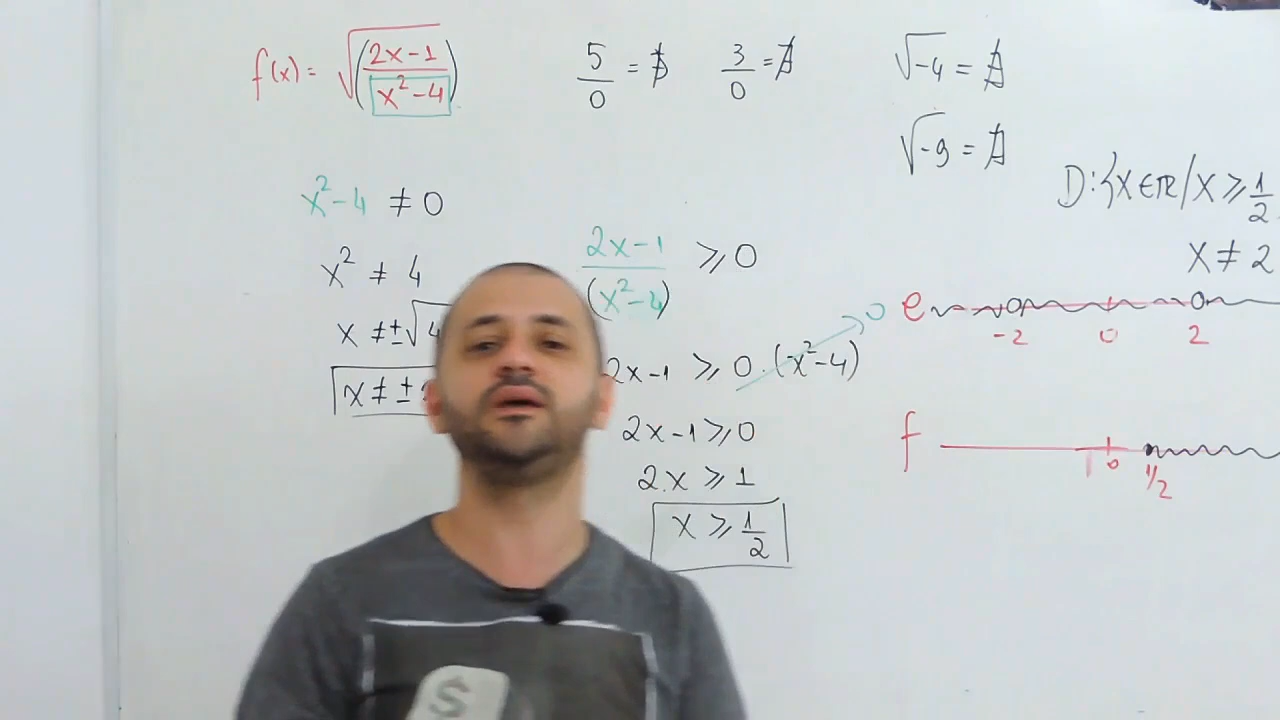 f(x) = √((2x-1)/(x²-4))
5/0 = ∄
3/0 = ∄
√-4 = ∄
√-9 = ∄
D:{x∈ℝ/x ⩾ 1/2
x ≠ 2
x²-4 ≠ 0
x² ≠ 4
x ≠ ±√4
x ≠ ±
(2x-1)/(x²-4) ⩾ 0
2x-1 ⩾ 0.(x²-4) 0
2x-1 ⩾ 0
2x ⩾ 1
x ⩾ 1/2
e -2 0 2
f 0 1/2
$